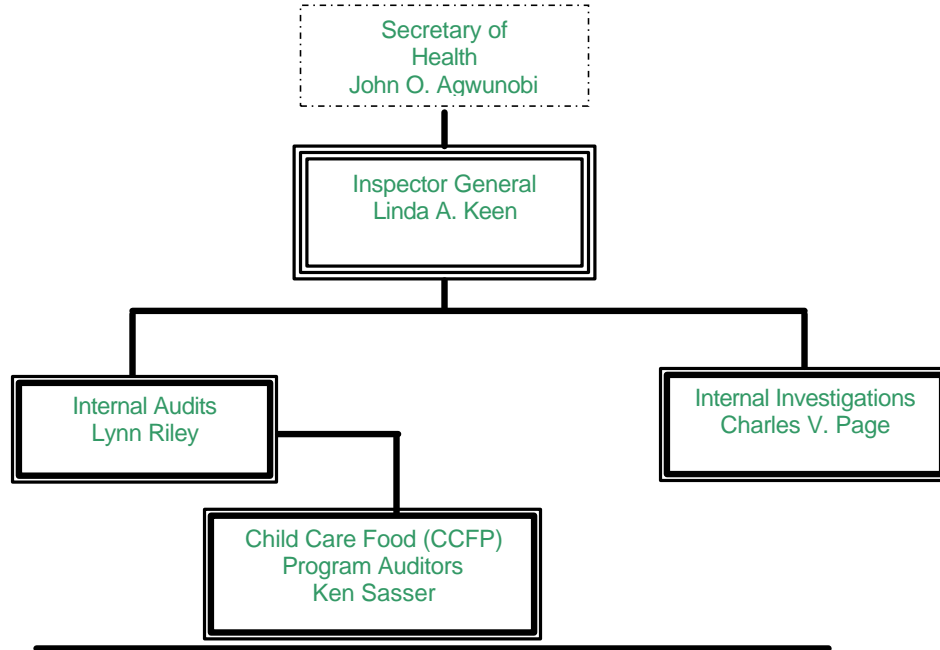 Secretary of
Health
John O. Agwunobi
Inspector General
Linda A. Keen
Internal Audits
Lynn Riley
Internal Investigations
Charles V. Page
Child Care Food (CCFP)
Program Auditors
Ken Sasser